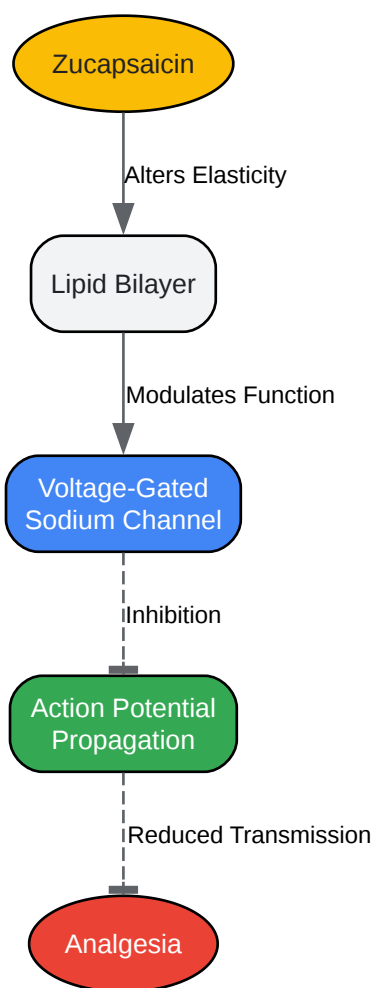 Zucapsaicin
Alters Elasticity
Lipid Bilayer
Modulates Function
Voltage-Gated
Sodium Channel
Inhibition
Action Potential
Propagation
Reduced Transmission
Analgesia